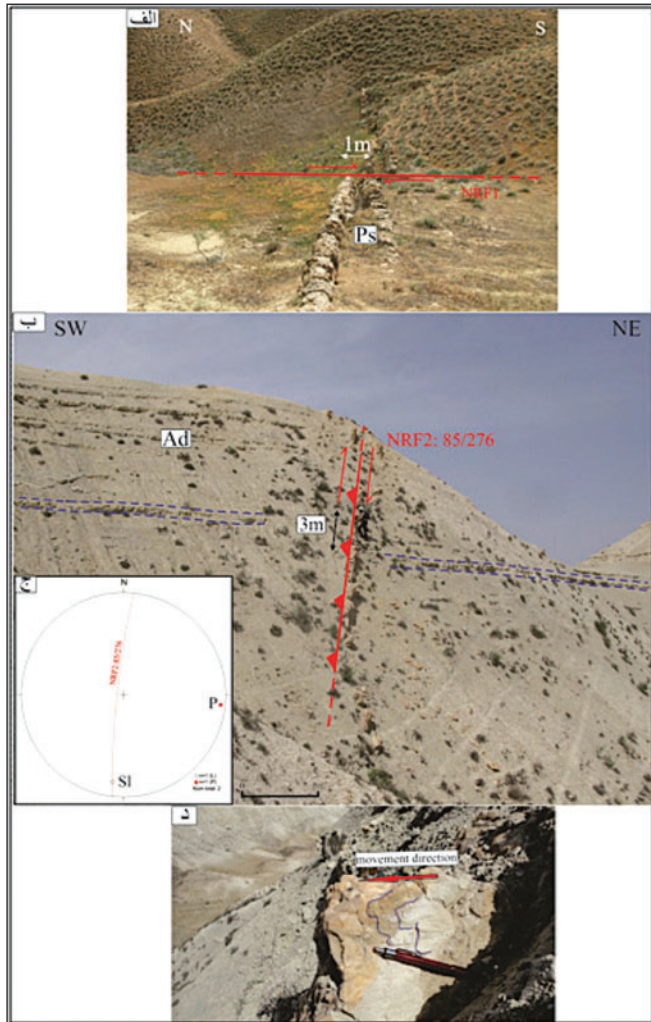 الف
N
S
1m
NRF1
Ps
ب
SW
NE
Ad
NRF2: 85/276
3m
ج
N
NRF2:85/276
P
Sl
د
movement direction